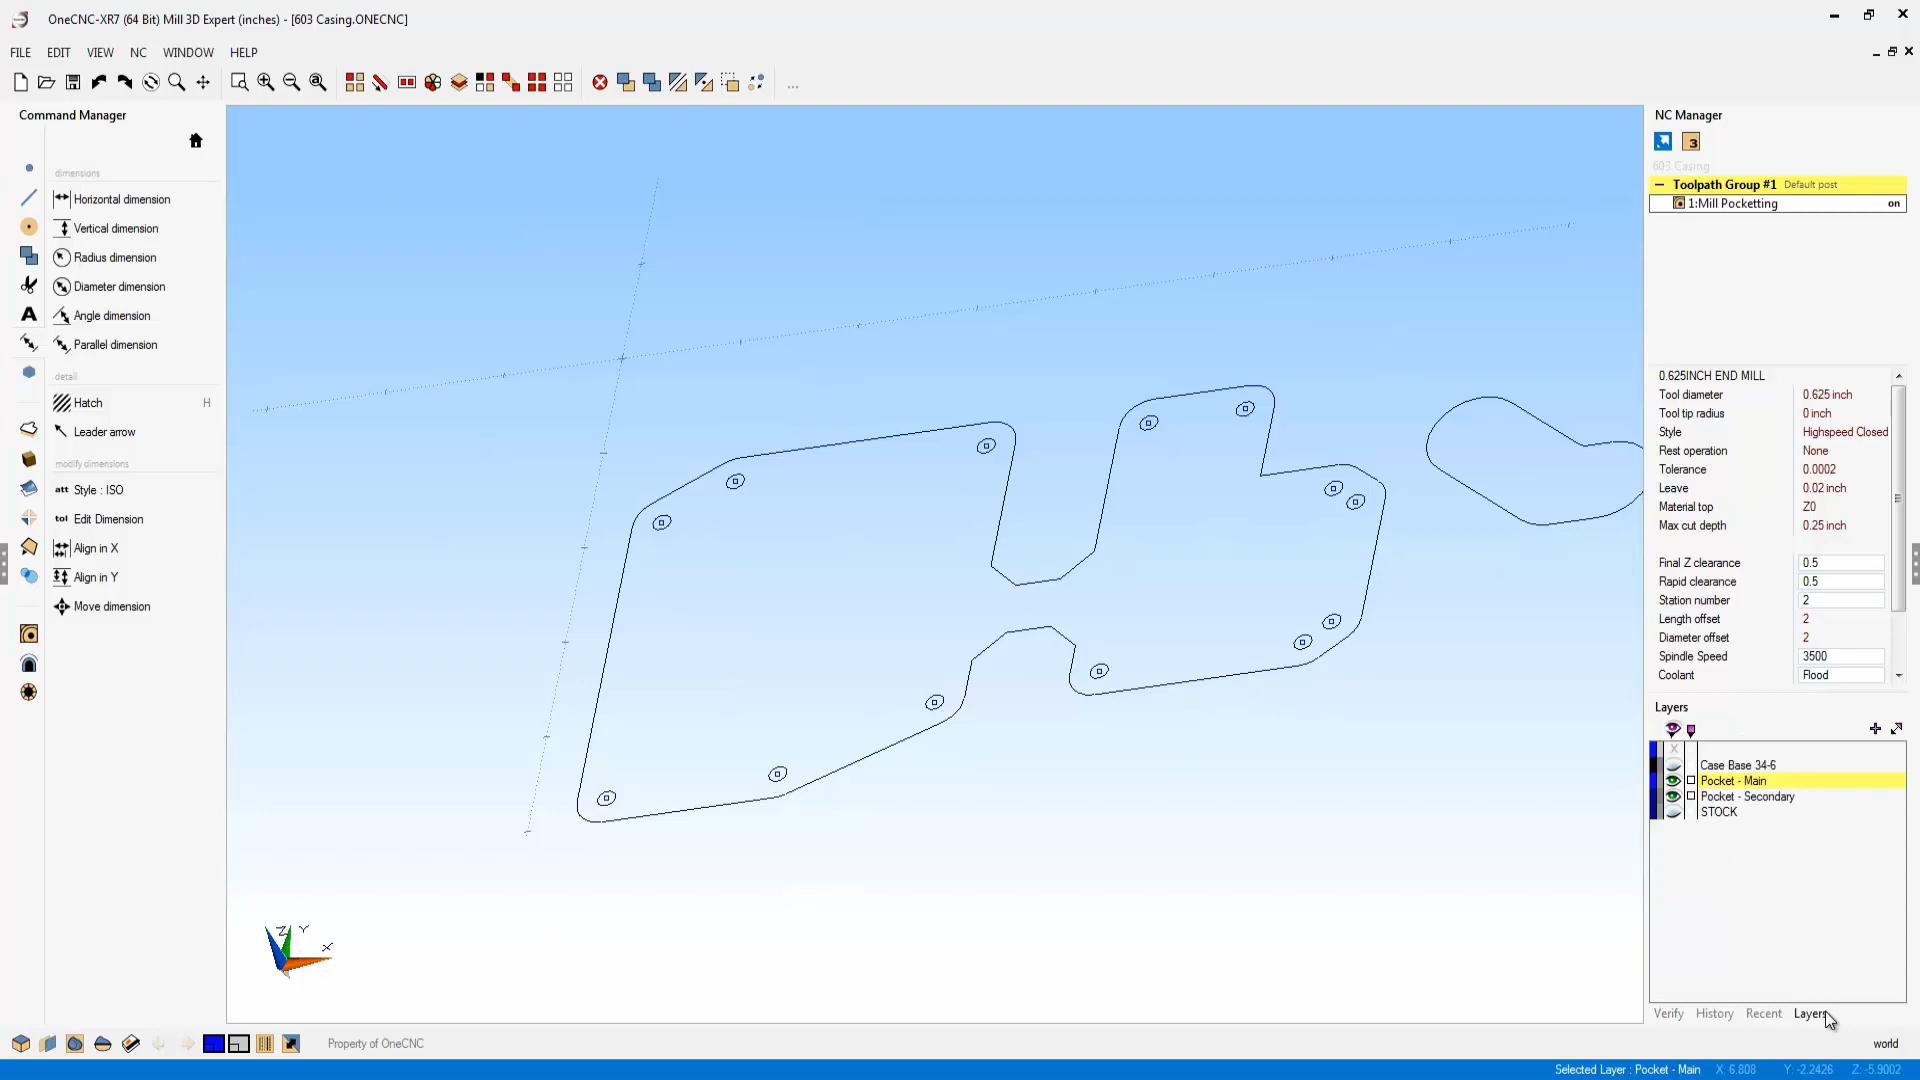 OneCNC-XR7 (64 Bit) Mill 3D Expert (inches) - [603 Casing.ONECNC]
FILE EDIT VIEW NC WINDOW HELP
...
Command Manager
dimensions
Horizontal dimension
Vertical dimension
Radius dimension
Diameter dimension
Angle dimension
Parallel dimension
detail
Hatch H
Leader arrow
modify dimensions
att Style : ISO
tol Edit Dimension
Align in X
Align in Y
Move dimension
A
Z Y X
NC Manager
3
603 Casing
Toolpath Group #1 Default post
1:Mill Pocketting on
0.625INCH END MILL
Tool diameter 0.625 inch
Tool tip radius 0 inch
Style Highspeed Closed
Rest operation None
Tolerance 0.0002
Leave 0.02 inch
Material top Z0
Max cut depth 0.25 inch
Final Z clearance 0.5
Rapid clearance 0.5
Station number 2
Length offset 2
Diameter offset 2
Spindle Speed 3500
Coolant Flood
Layers
X
Case Base 34-6
Pocket - Main
Pocket - Secondary
STOCK
Verify History Recent Layers
Property of OneCNC
world
Selected Layer : Pocket - Main X: 6.808 Y: -2.2426 Z: -5.9002